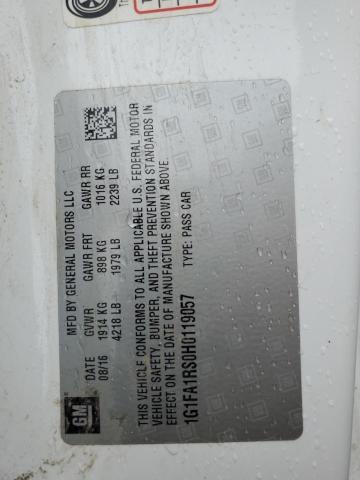 MFD BY GENERAL MOTORS LLC
DATE GVWR GAWR FRT GAWR RR
08/16 1914 KG 898 KG 1016 KG
4218 LB 1979 LB 2239 LB
THIS VEHICLE CONFORMS TO ALL APPLICABLE U.S. FEDERAL MOTOR
VEHICLE SAFETY, BUMPER, AND THEFT PREVENTION STANDARDS IN
EFFECT ON THE DATE OF MANUFACTURE SHOWN ABOVE.
1G1FA1RS0H0119057 TYPE: PASS CAR
GM